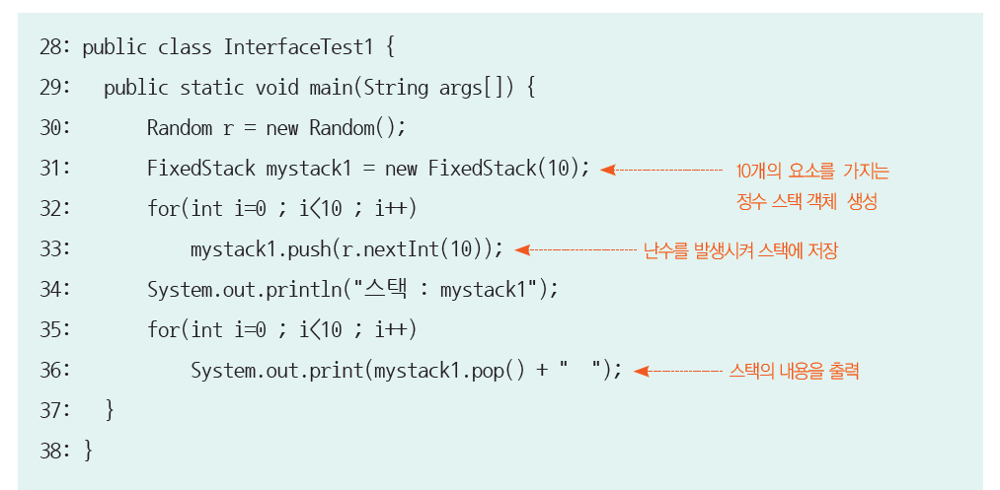 28: public class InterfaceTest1 {
29:   public static void main(String args[]) {
30:       Random r = new Random();
31:       FixedStack mystack1 = new FixedStack(10);   10개의 요소를 가지는
정수 스택 객체 생성
32:       for(int i=0 ; i<10 ; i++)
33:           mystack1.push(r.nextInt(10));   난수를 발생시켜 스택에 저장
34:       System.out.println("스택 : mystack1");
35:       for(int i=0 ; i<10 ; i++)
36:           System.out.print(mystack1.pop() + "  ");   스택의 내용을 출력
37:   }
38: }